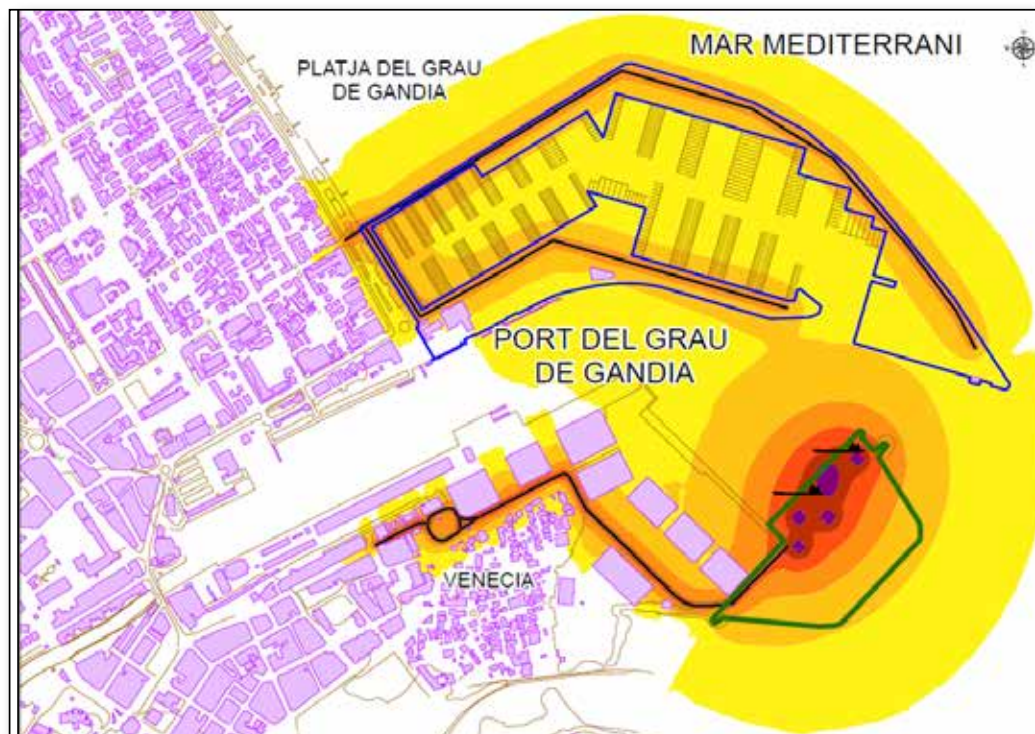 MAR MEDITERRANI
PLATJA DEL GRAU
DE GANDIA
PORT DEL GRAU
DE GANDIA
VENECIA